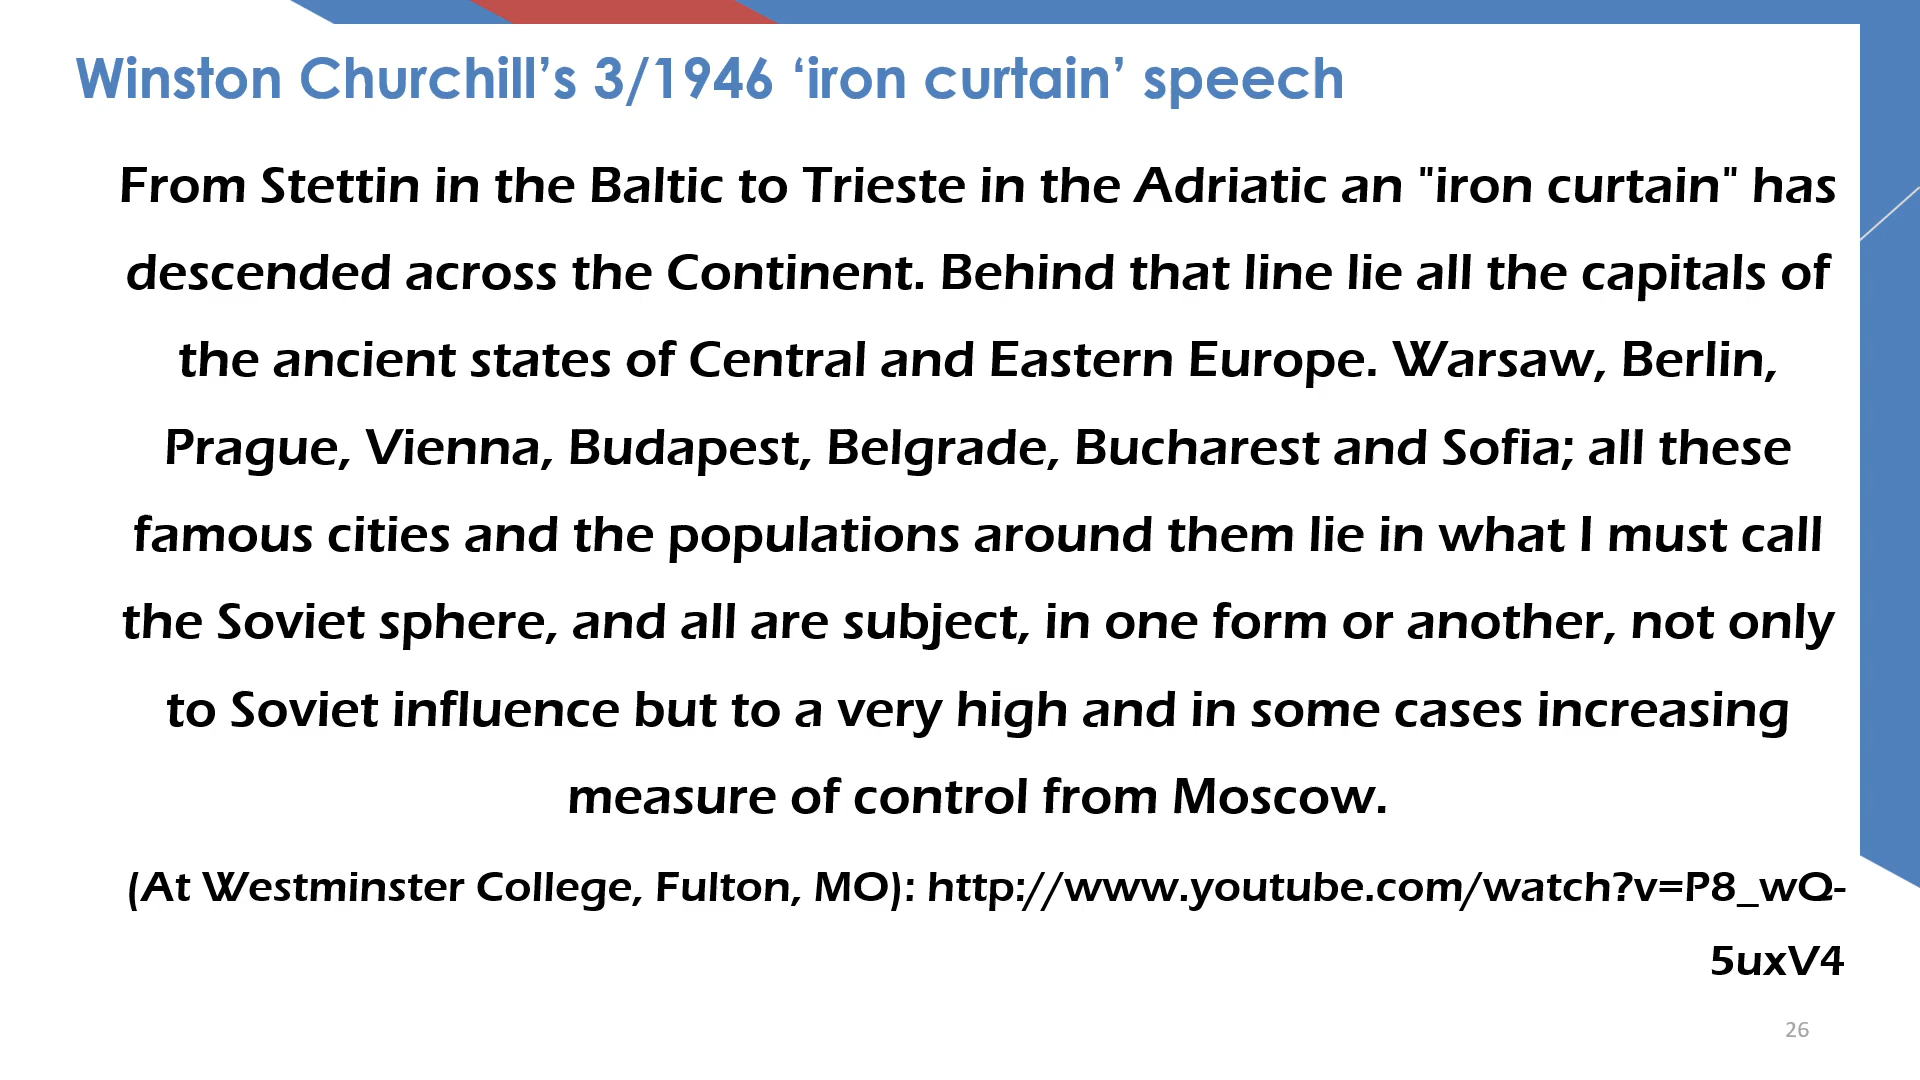 Winston Churchill’s 3/1946 ‘iron curtain’ speech
From Stettin in the Baltic to Trieste in the Adriatic an "iron curtain" has
descended across the Continent. Behind that line lie all the capitals of
the ancient states of Central and Eastern Europe. Warsaw, Berlin,
Prague, Vienna, Budapest, Belgrade, Bucharest and Sofia; all these
famous cities and the populations around them lie in what I must call
the Soviet sphere, and all are subject, in one form or another, not only
to Soviet influence but to a very high and in some cases increasing
measure of control from Moscow.
(At Westminster College, Fulton, MO): http://www.youtube.com/watch?v=P8_wQ-
5uxV4
26